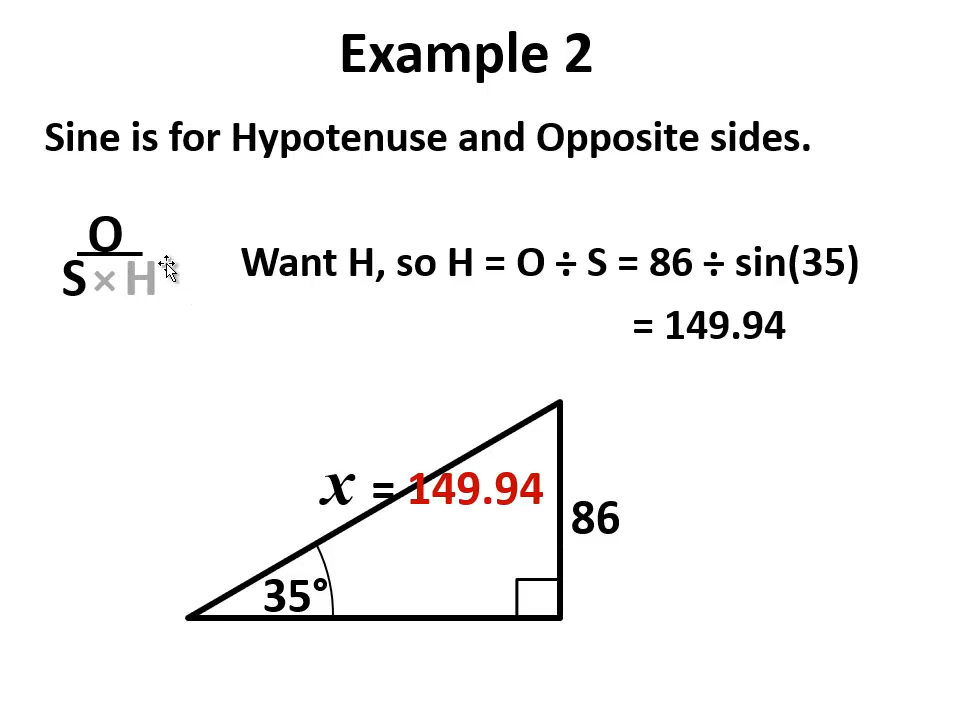 Example 2
Sine is for Hypotenuse and Opposite sides.
O
S × H
Want H, so H = O ÷ S = 86 ÷ sin(35)
= 149.94
x = 149.94
86
35°